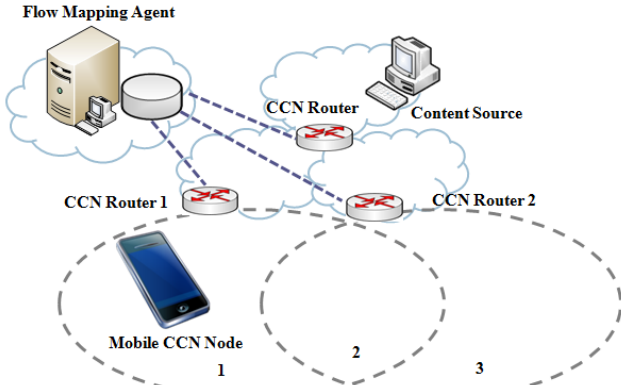 Flow Mapping Agent
CCN Router
Content Source
CCN Router 1
CCN Router 2
Mobile CCN Node
1
2
3